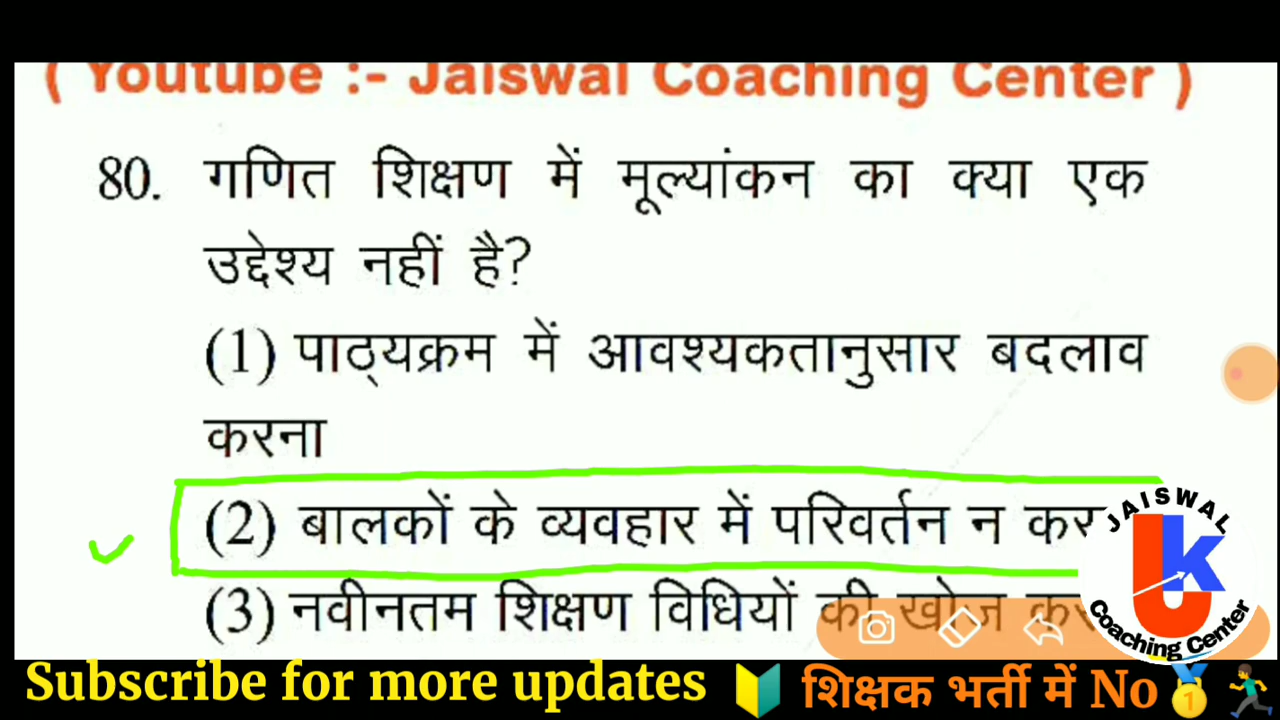 ( Youtube :- Jaiswal Coaching Center )
80. गणित शिक्षण में मूल्यांकन का क्या एक
उद्देश्य नहीं है?
(1) पाठ्यक्रम में आवश्यकतानुसार बदलाव
करना
(2) बालकों के व्यवहार में परिवर्तन न कर
(3) नवीनतम शिक्षण विधियों की खोज कर
JAISWAL
UK
Coaching Center
Subscribe for more updates 🔰 शिक्षक भर्ती में No 🥇 🏃‍♂️